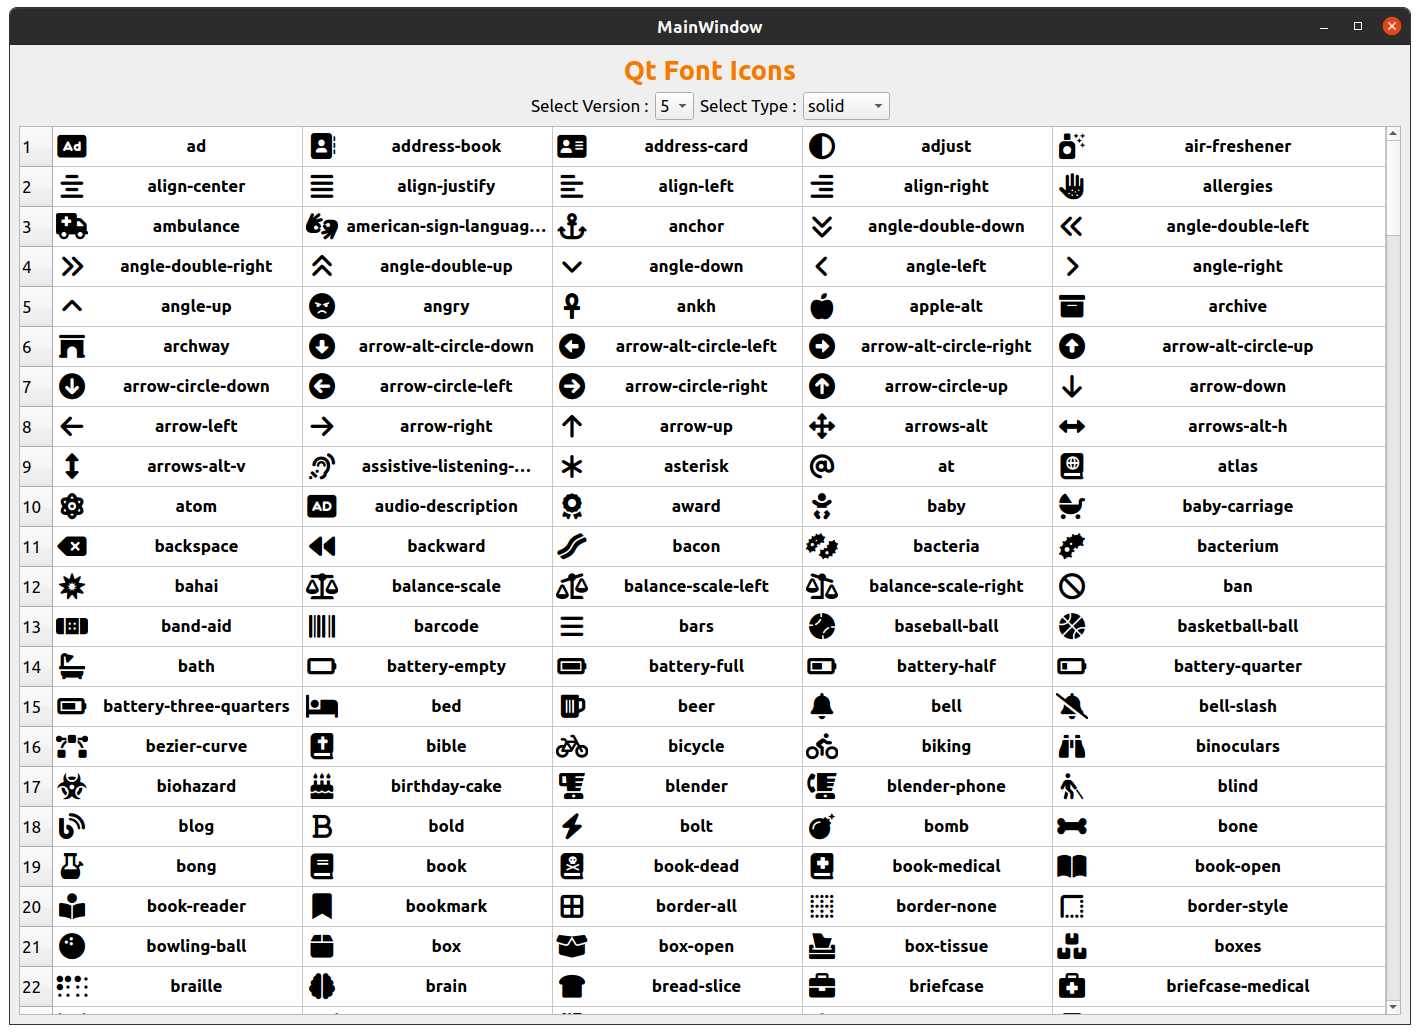 MainWindow
Qt Font Icons
Select Version : 5 Select Type : solid
1 Ad ad address-book address-card adjust air-freshener
2 align-center align-justify align-left align-right allergies
3 ambulance american-sign-languag... anchor angle-double-down angle-double-left
4 angle-double-right angle-double-up angle-down angle-left angle-right
5 angle-up angry ankh apple-alt archive
6 archway arrow-alt-circle-down arrow-alt-circle-left arrow-alt-circle-right arrow-alt-circle-up
7 arrow-circle-down arrow-circle-left arrow-circle-right arrow-circle-up arrow-down
8 arrow-left arrow-right arrow-up arrows-alt arrows-alt-h
9 arrows-alt-v assistive-listening-... asterisk @ at atlas
10 atom AD audio-description award baby baby-carriage
11 backspace backward bacon bacteria bacterium
12 bahai balance-scale balance-scale-left balance-scale-right ban
13 band-aid barcode bars baseball-ball basketball-ball
14 bath battery-empty battery-full battery-half battery-quarter
15 battery-three-quarters bed beer bell bell-slash
16 bezier-curve bible bicycle biking binoculars
17 biohazard birthday-cake blender blender-phone blind
18 blog B bold bolt bomb bone
19 bong book book-dead book-medical book-open
20 book-reader bookmark border-all border-none border-style
21 bowling-ball box box-open box-tissue boxes
22 braille brain bread-slice briefcase briefcase-medical